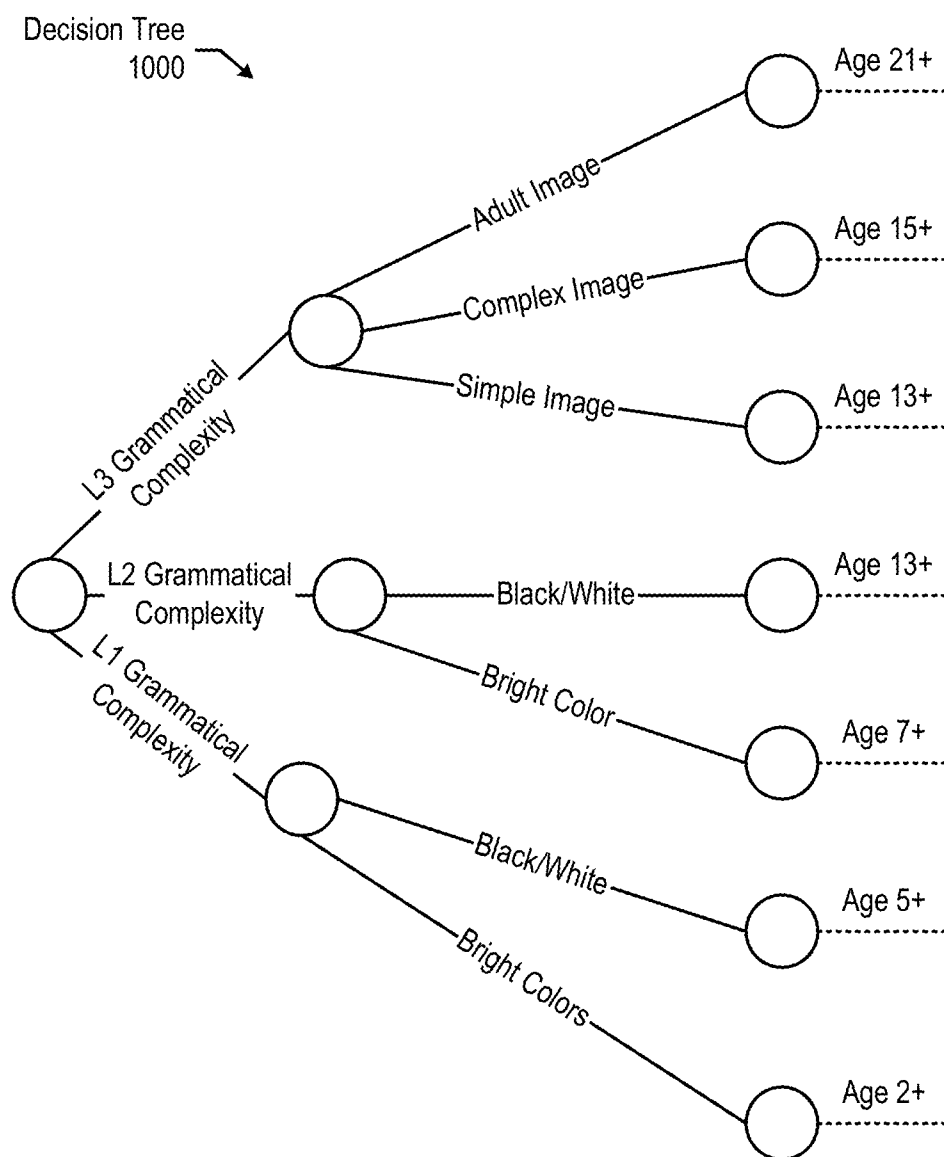 Decision Tree
1000
Age 21+
Adult Image
Age 15+
Complex Image
Simple Image
Age 13+
L3 Grammatical
Complexity
L2 Grammatical
Complexity
Black/White
Age 13+
L1 Grammatical
Complexity
Bright Color
Age 7+
Black/White
Age 5+
Bright Colors
Age 2+